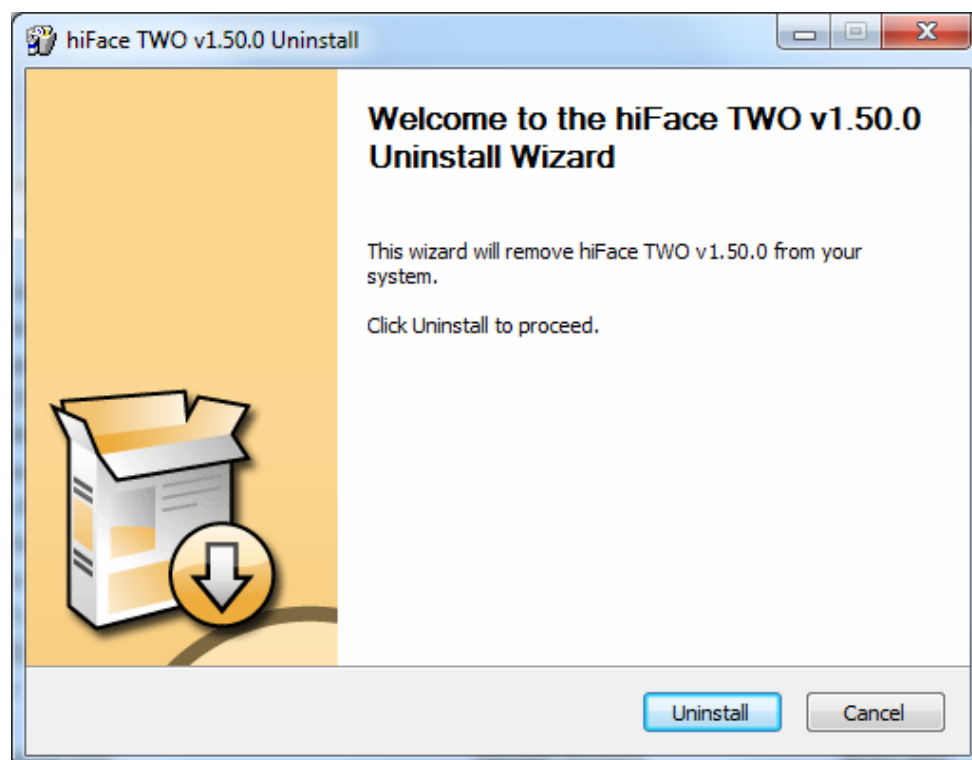 hiFace TWO v1.50.0 Uninstall
Welcome to the hiFace TWO v1.50.0
Uninstall Wizard
This wizard will remove hiFace TWO v1.50.0 from your
system.
Click Uninstall to proceed.
Uninstall
Cancel